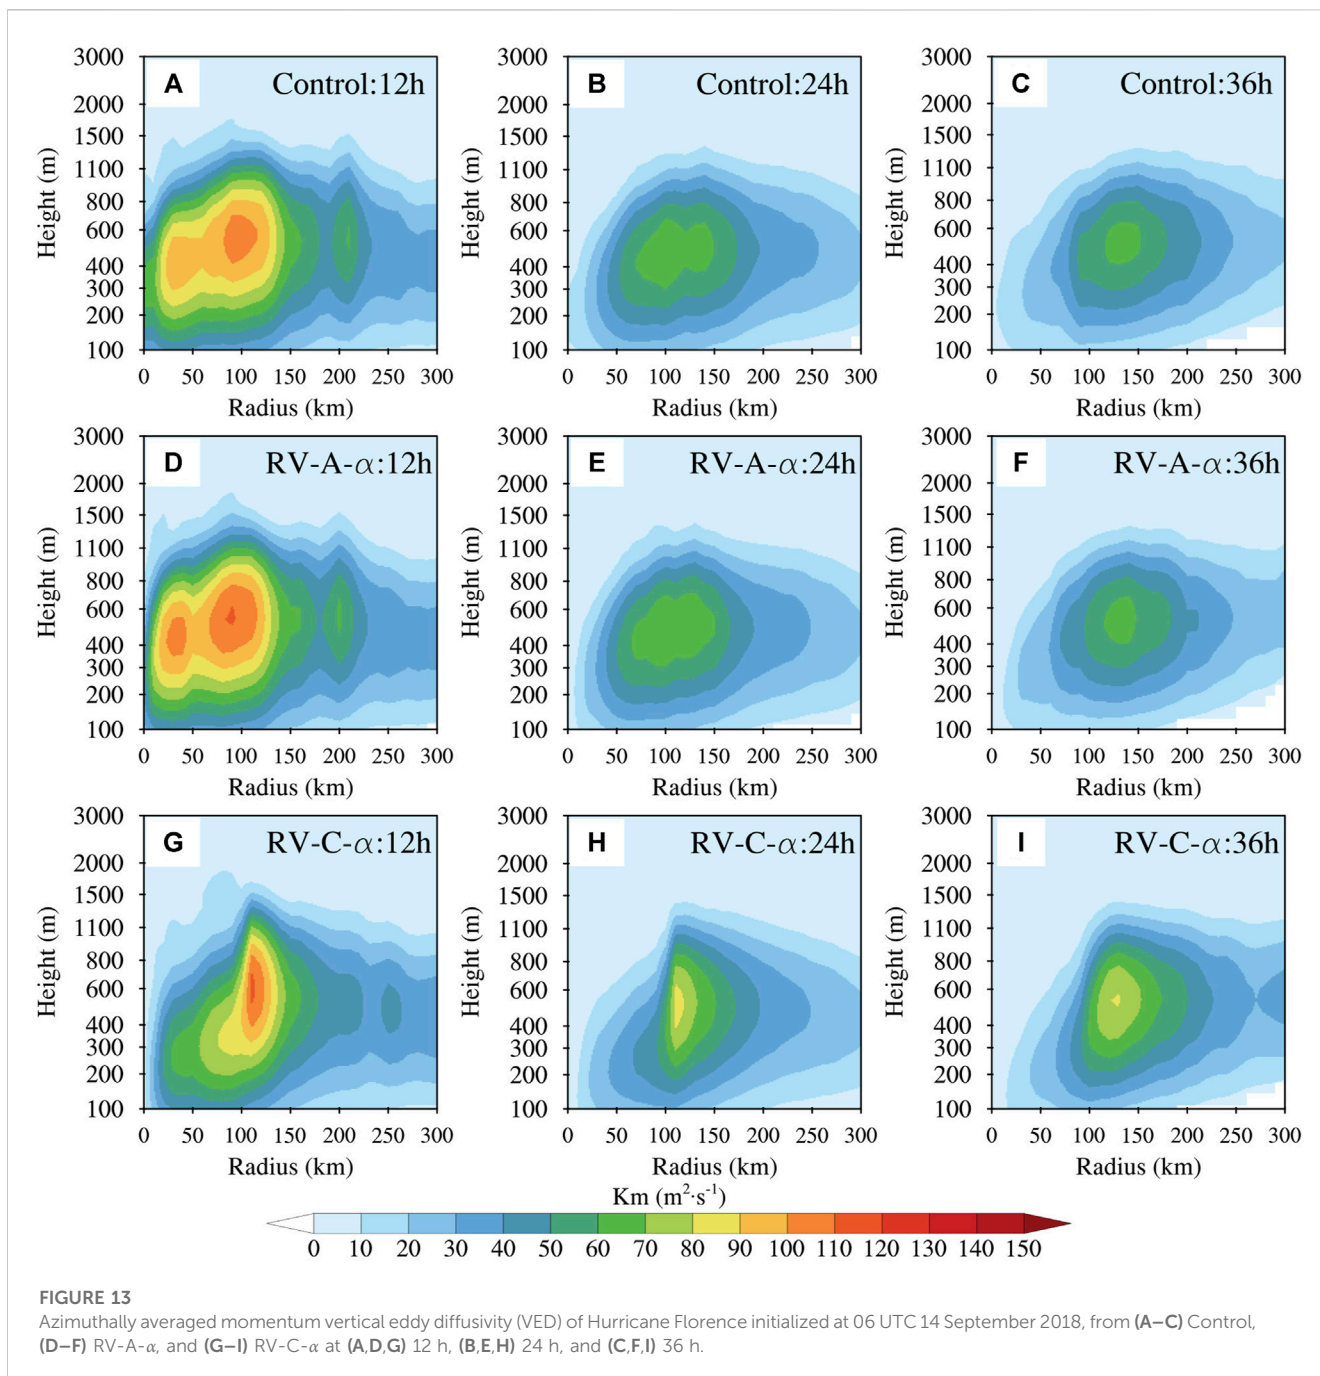 A Control:12h
B Control:24h
C Control:36h
3000
2000
1500
1100
800
600
400
300
200
100
Height (m)
0 50 100 150 200 250 300
Radius (km)
3000
2000
1500
1100
800
600
400
300
200
100
Height (m)
0 50 100 150 200 250 300
Radius (km)
3000
2000
1500
1100
800
600
400
300
200
100
Height (m)
0 50 100 150 200 250 300
Radius (km)
D RV-A-α:12h
E RV-A-α:24h
F RV-A-α:36h
3000
2000
1500
1100
800
600
400
300
200
100
Height (m)
0 50 100 150 200 250 300
Radius (km)
3000
2000
1500
1100
800
600
400
300
200
100
Height (m)
0 50 100 150 200 250 300
Radius (km)
3000
2000
1500
1100
800
600
400
300
200
100
Height (m)
0 50 100 150 200 250 300
Radius (km)
G RV-C-α:12h
H RV-C-α:24h
I RV-C-α:36h
3000
2000
1500
1100
800
600
400
300
200
100
Height (m)
0 50 100 150 200 250 300
Radius (km)
3000
2000
1500
1100
800
600
400
300
200
100
Height (m)
0 50 100 150 200 250 300
Radius (km)
3000
2000
1500
1100
800
600
400
300
200
100
Height (m)
0 50 100 150 200 250 300
Radius (km)
Km (m²·s⁻¹)
0 10 20 30 40 50 60 70 80 90 100 110 120 130 140 150
FIGURE 13
Azimuthally averaged momentum vertical eddy diffusivity (VED) of Hurricane Florence initialized at 06 UTC 14 September 2018, from (A–C) Control,
(D–F) RV-A-α, and (G–I) RV-C-α at (A,D,G) 12 h, (B,E,H) 24 h, and (C,F,I) 36 h.